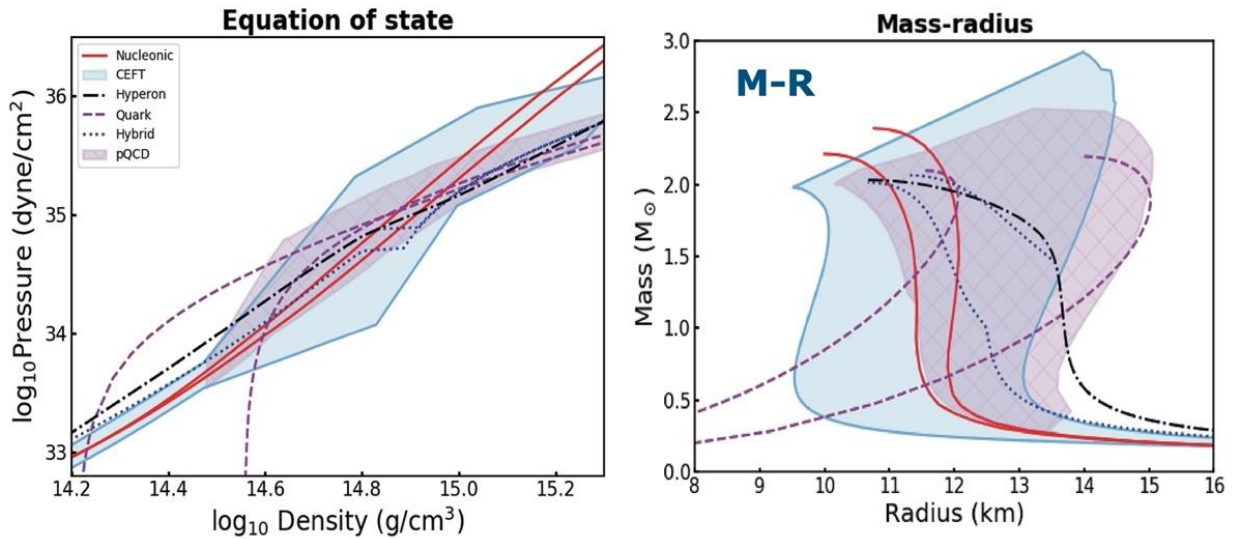 Equation of state
Nucleonic
CEFT
Hyperon
Quark
Hybrid
pQCD
36
35
34
33
log₁₀Pressure (dyne/cm²)
14.2 14.4 14.6 14.8 15.0 15.2
log₁₀ Density (g/cm³)
Mass-radius
M-R
3.0
2.5
2.0
1.5
1.0
0.5
0.0
Mass (M☉)
8 9 10 11 12 13 14 15 16
Radius (km)